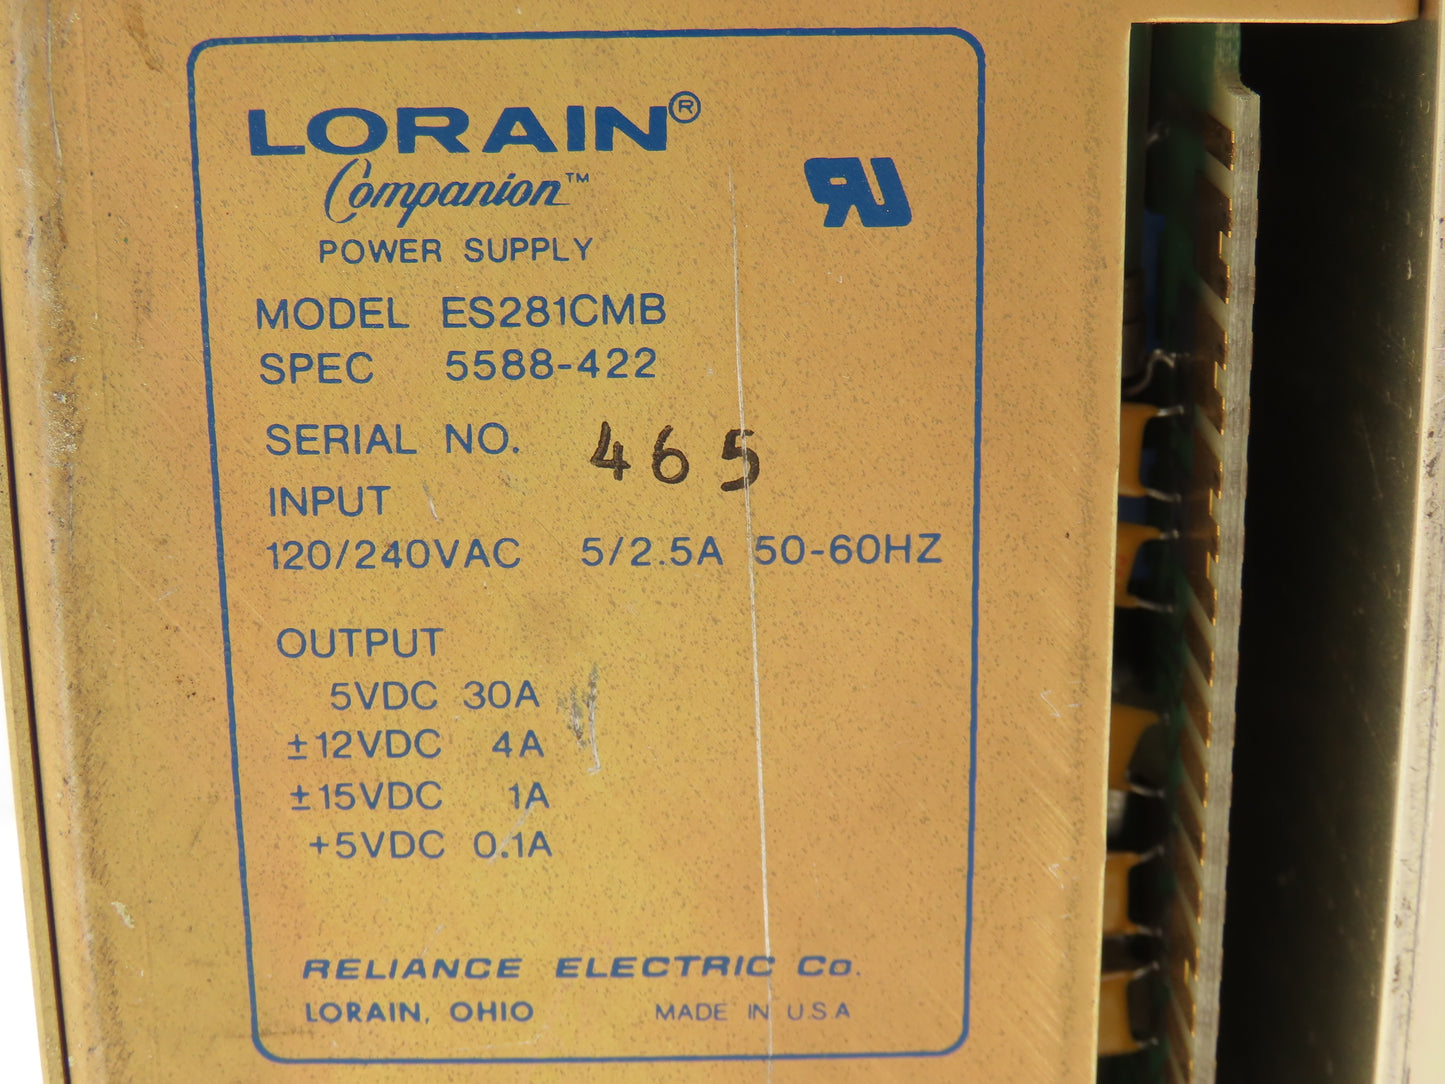 LORAIN®
Companion™
POWER SUPPLY
MODEL ES281CMB
SPEC 5588-422
SERIAL NO. 465
INPUT
120/240VAC 5/2.5A 50-60HZ
OUTPUT
5VDC 30A
±12VDC 4A
±15VDC 1A
+5VDC 0.1A
RELIANCE ELECTRIC Co.
LORAIN, OHIO MADE IN U.S.A